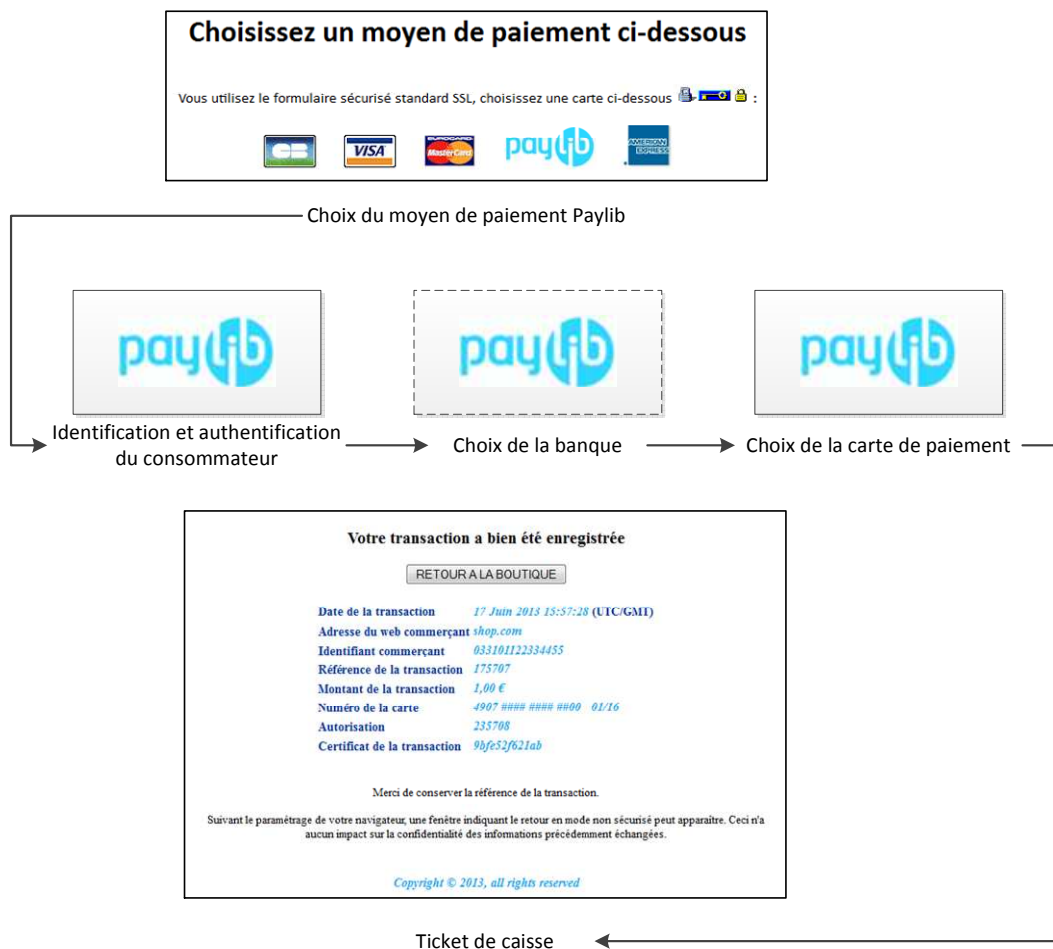 Choisissez un moyen de paiement ci-dessous
Vous utilisez le formulaire sécurisé standard SSL, choisissez une carte ci-dessous :
CB VISA EUROCARD MasterCard paylib AMERICAN EXPRESS
Choix du moyen de paiement Paylib
paylib paylib paylib
Identification et authentification
du consommateur
Choix de la banque
Choix de la carte de paiement
Votre transaction a bien été enregistrée
RETOUR A LA BOUTIQUE
Date de la transaction 17 Juin 2013 15:57:28 (UTC/GMT)
Adresse du web commerçant shop.com
Identifiant commerçant 033101122334455
Référence de la transaction 175707
Montant de la transaction 1,00 €
Numéro de la carte 4907 #### #### ##00 01/16
Autorisation 235708
Certificat de la transaction 9bfe52f621ab
Merci de conserver la référence de la transaction.
Suivant le paramétrage de votre navigateur, une fenêtre indiquant le retour en mode non sécurisé peut apparaître. Ceci n'a
aucun impact sur la confidentialité des informations précédemment échangées.
Copyright © 2013, all rights reserved
Ticket de caisse